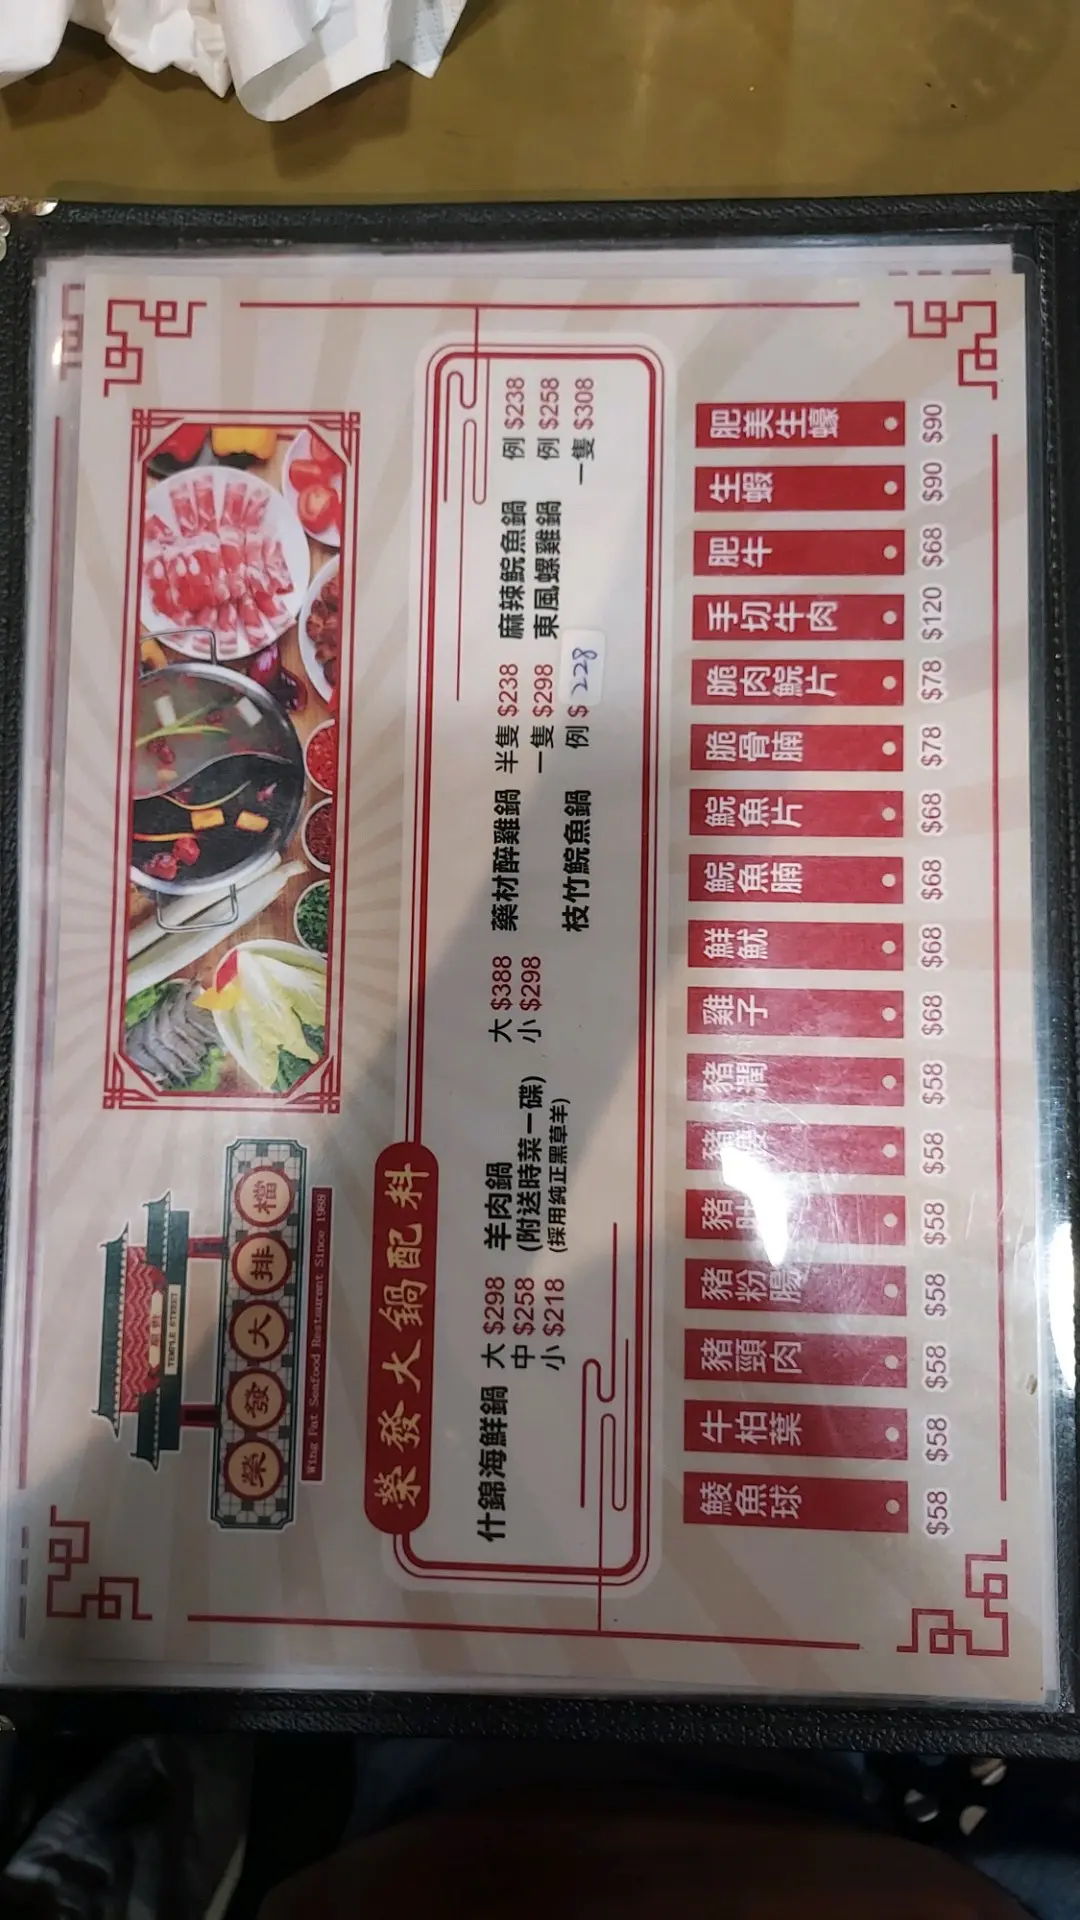 TEMPLE STREET
榮發大排檔
Wing Fat Seafood Restaurant Since 1988
榮發大鍋配料
什錦海鮮鍋 大 $298
中 $258
小 $218
羊肉鍋 大 $388
(附送時菜一碟) 小 $298
(採用純正黑草羊)
藥材醉雞鍋 半隻 $238
一隻 $298
枝竹鯇魚鍋 例 $ 228
麻辣鯇魚鍋 例 $238
東風螺雞鍋 例 $258
一隻 $308
鯪魚球 $58
牛柏葉 $58
豬頸肉 $58
豬粉腸 $58
豬肚 $58
豬 $58
豬潤 $58
雞子 $68
鮮魷 $68
鯇魚腩 $68
鯇魚片 $68
脆骨腩 $78
脆肉鯇片 $78
手切牛肉 $120
肥牛 $68
生蝦 $90
肥美生蠔 $90